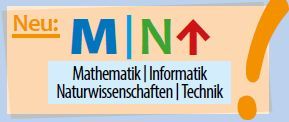 Neu:
M|N↑
Mathematik | Informatik
Naturwissenschaften | Technik
!